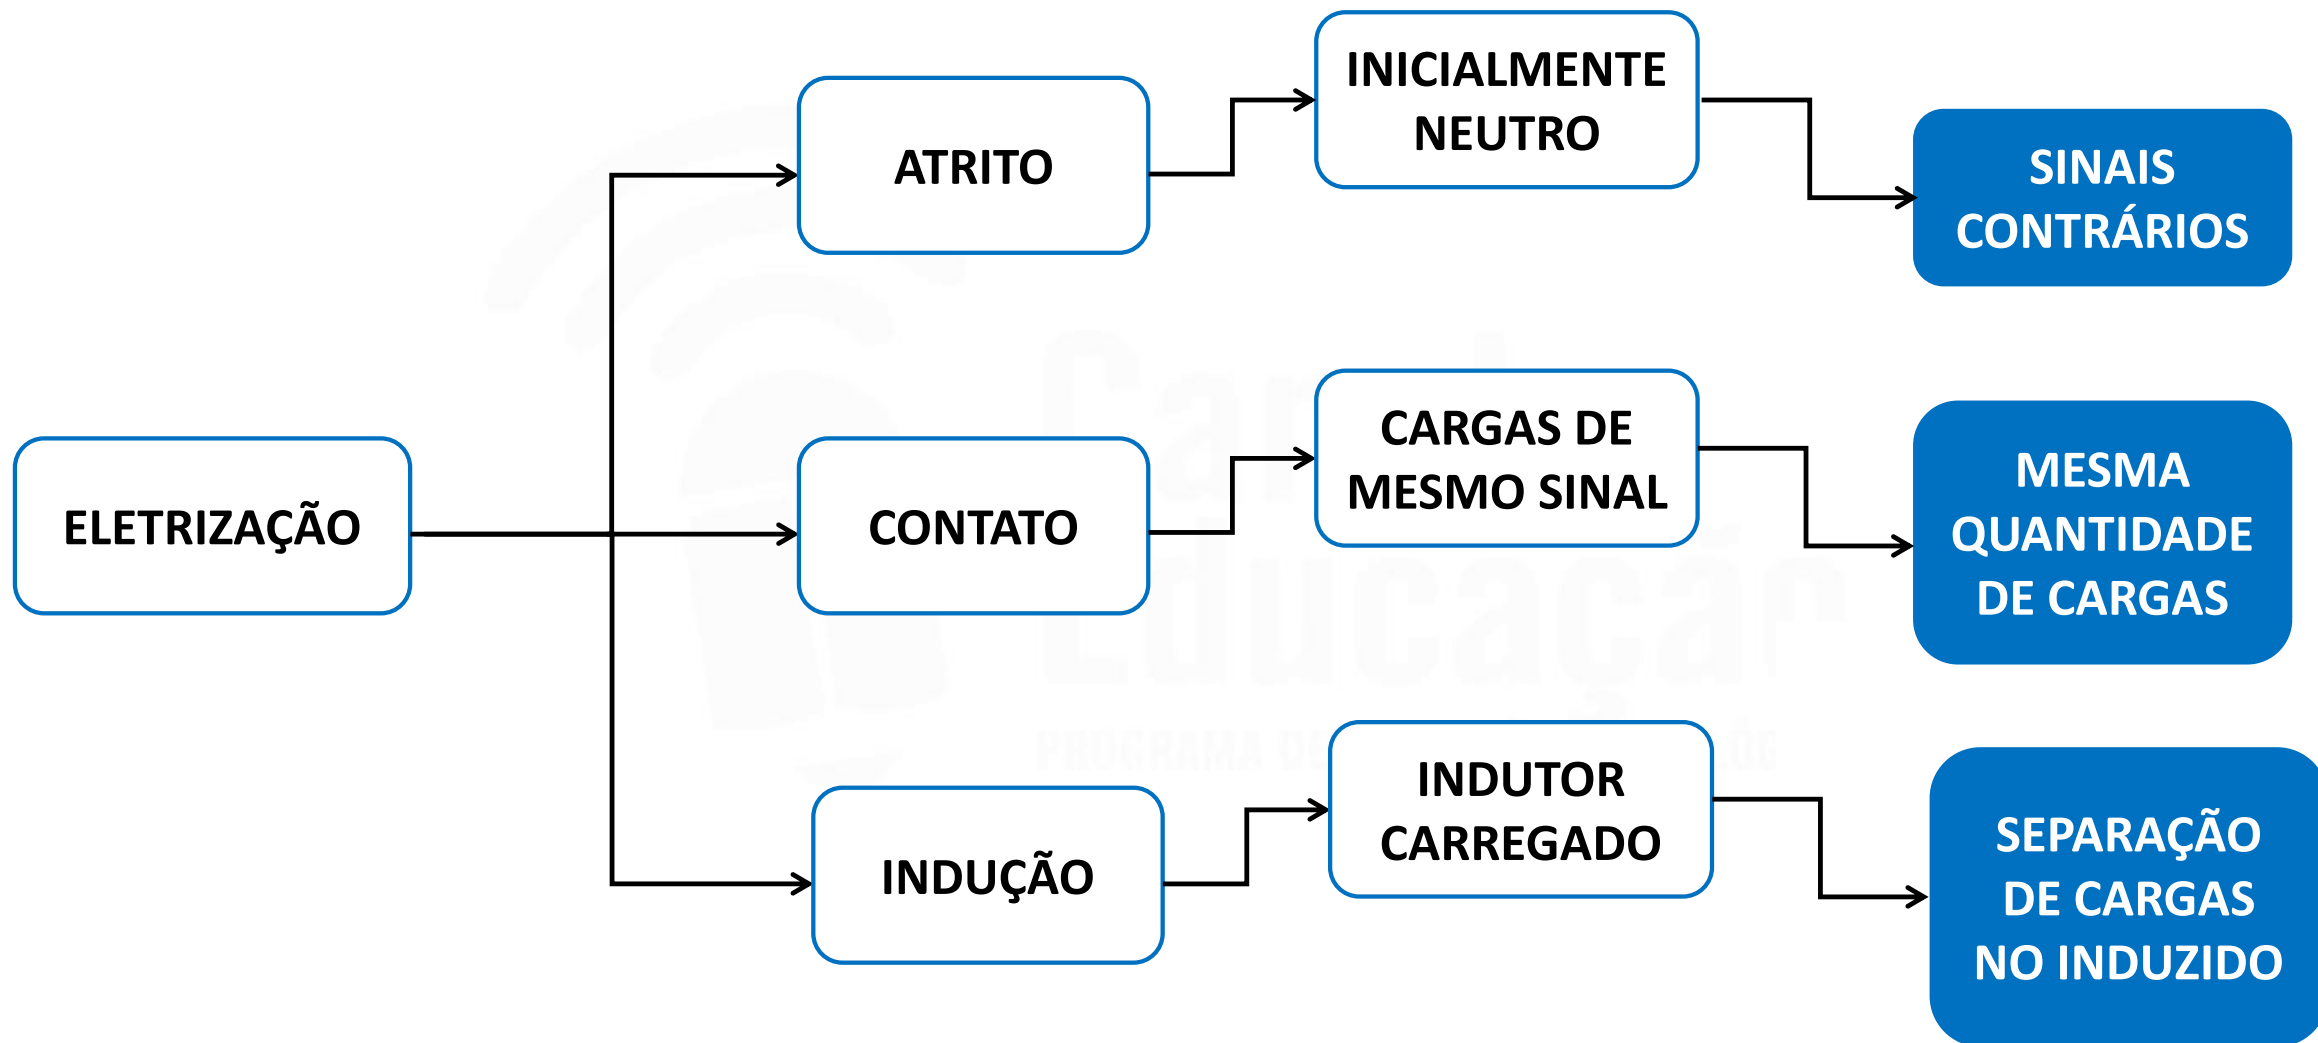 ELETRIZAÇÃO
ATRITO
INICIALMENTE
NEUTRO
SINAIS
CONTRÁRIOS
CONTATO
CARGAS DE
MESMO SINAL
MESMA
QUANTIDADE
DE CARGAS
INDUÇÃO
INDUTOR
CARREGADO
SEPARAÇÃO
DE CARGAS
NO INDUZIDO
PROGRAMA